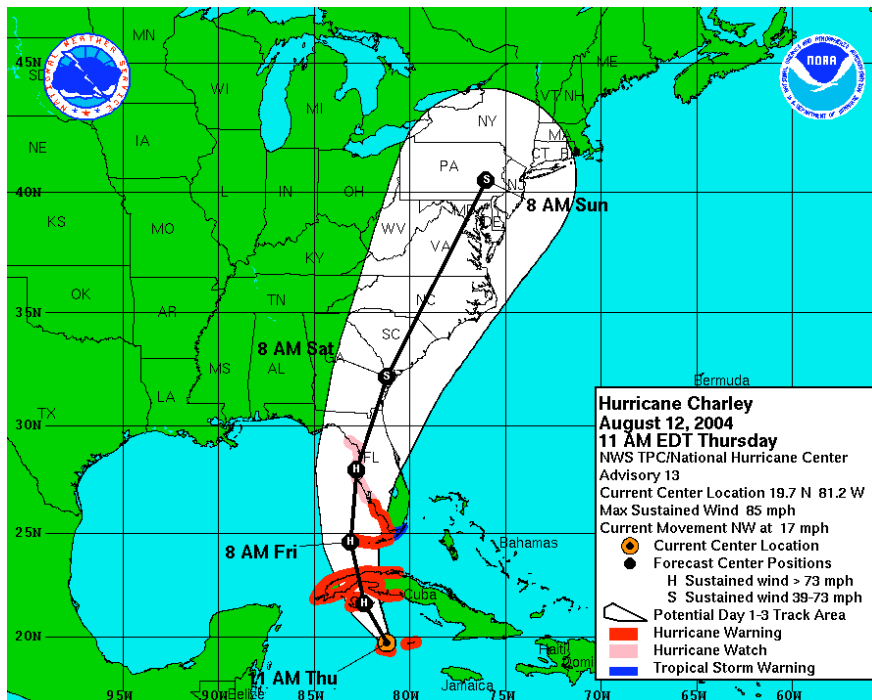 NATIONAL WEATHER SERVICE
NOAA
45N
40N
35N
30N
25N
20N
95W
90W
85W
80W
75W
70W
65W
60W
MN
SD
WI
MI
NY
VT
NH
ME
MA
CT
NE
IA
IN
OH
PA
NJ
KS
MO
KY
WV
VA
DE
OK
AR
TN
NC
SC
TX
LA
MS
AL
GA
FL
8 AM Sun
8 AM Sat
8 AM Fri
11 AM Thu
Bermuda
Bahamas
Cuba
Jamaica
Haiti
Belize
Hurricane Charley
August 12, 2004
11 AM EDT Thursday
NWS TPC/National Hurricane Center
Advisory 13
Current Center Location 19.7 N 81.2 W
Max Sustained Wind 85 mph
Current Movement NW at 17 mph
Current Center Location
Forecast Center Positions
H Sustained wind > 73 mph
S Sustained wind 39-73 mph
Potential Day 1-3 Track Area
Hurricane Warning
Hurricane Watch
Tropical Storm Warning
S
S
H
H
H